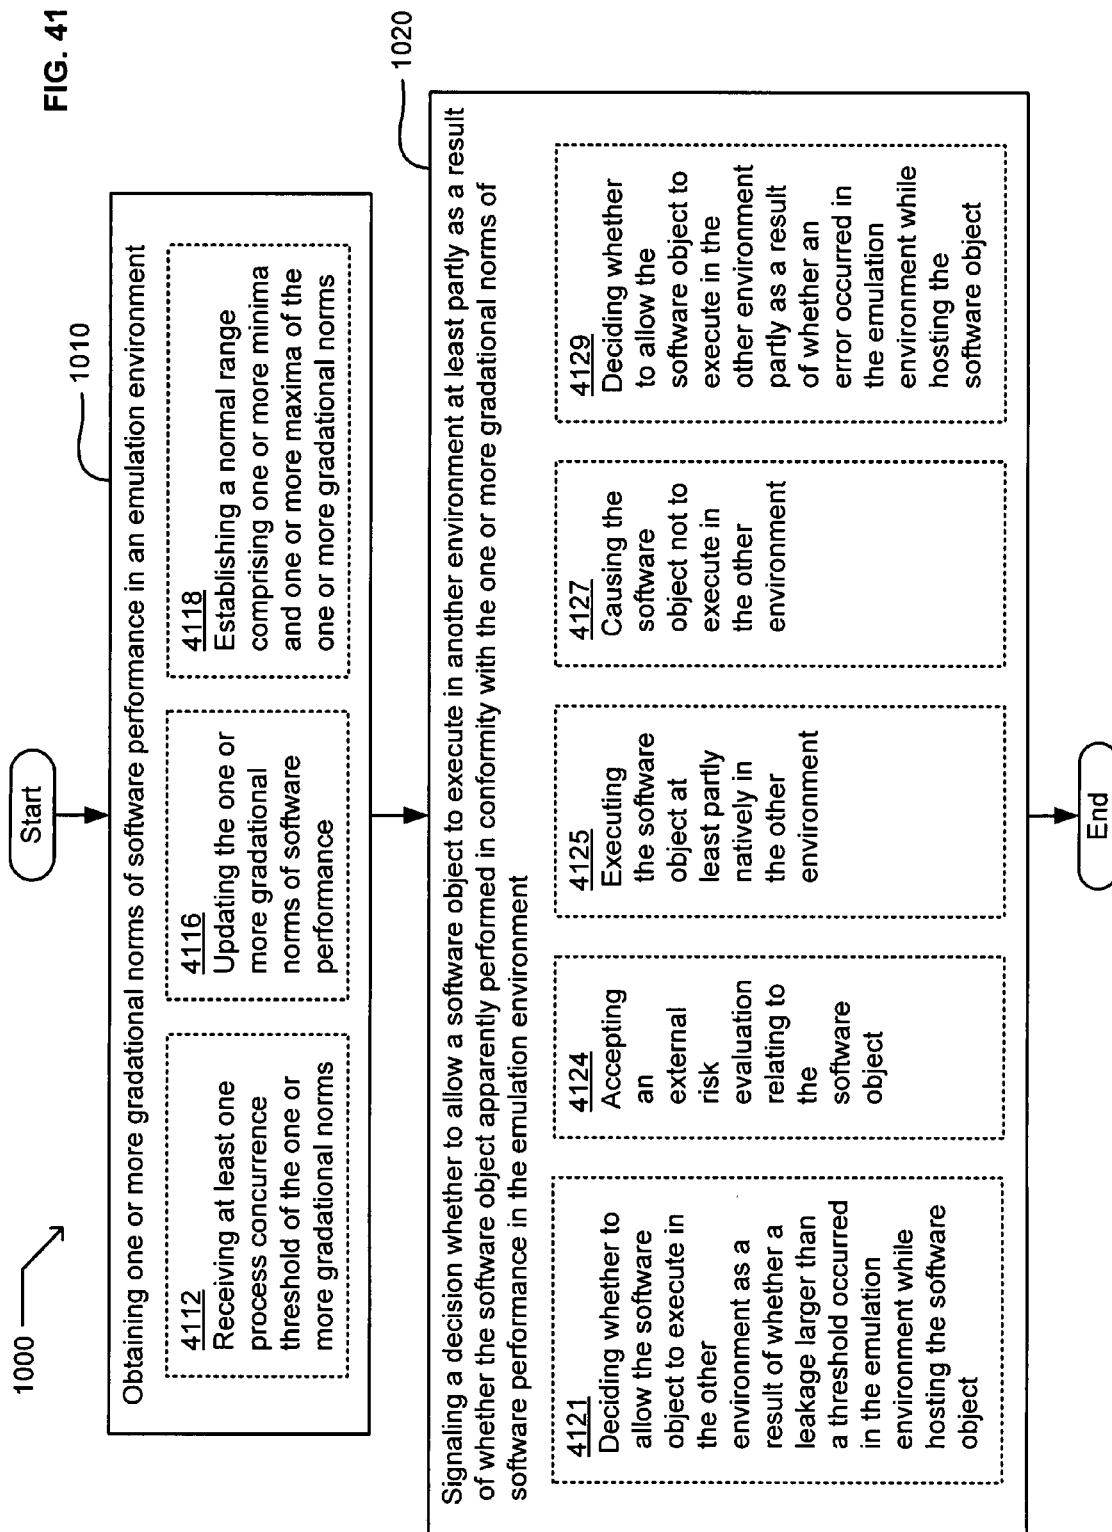 1000
FIG. 41
Start
1010
Obtaining one or more gradational norms of software performance in an emulation environment
4112
Receiving at least one
process concurrence
threshold of the one or
more gradational norms
4116
Updating the one or
more gradational
norms of software
performance
4118
Establishing a normal range
comprising one or more minima
and one or more maxima of the
one or more gradational norms
1020
Signaling a decision whether to allow a software object to execute in another environment at least partly as a result
of whether the software object apparently performed in conformity with the one or more gradational norms of
software performance in the emulation environment
4121
Deciding whether to
allow the software
object to execute in
the other
environment as a
result of whether a
leakage larger than
a threshold occurred
in the emulation
environment while
hosting the software
object
4124
Accepting
an
external
risk
evaluation
relating to
the
software
object
4125
Executing
the software
object at
least partly
natively in
the other
environment
4127
Causing the
software
object not to
execute in
the other
environment
4129
Deciding whether
to allow the
software object to
execute in the
other environment
partly as a result
of whether an
error occurred in
the emulation
environment while
hosting the
software object
End